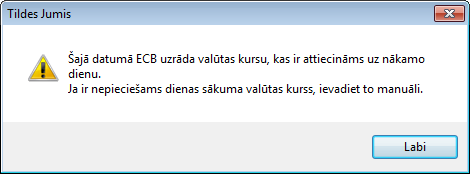 Tildes Jumis
Šajā datumā ECB uzrāda valūtas kursu, kas ir attiecināms uz nākamo
dienu.
Ja ir nepieciešams dienas sākuma valūtas kurss, ievadiet to manuāli.
Labi